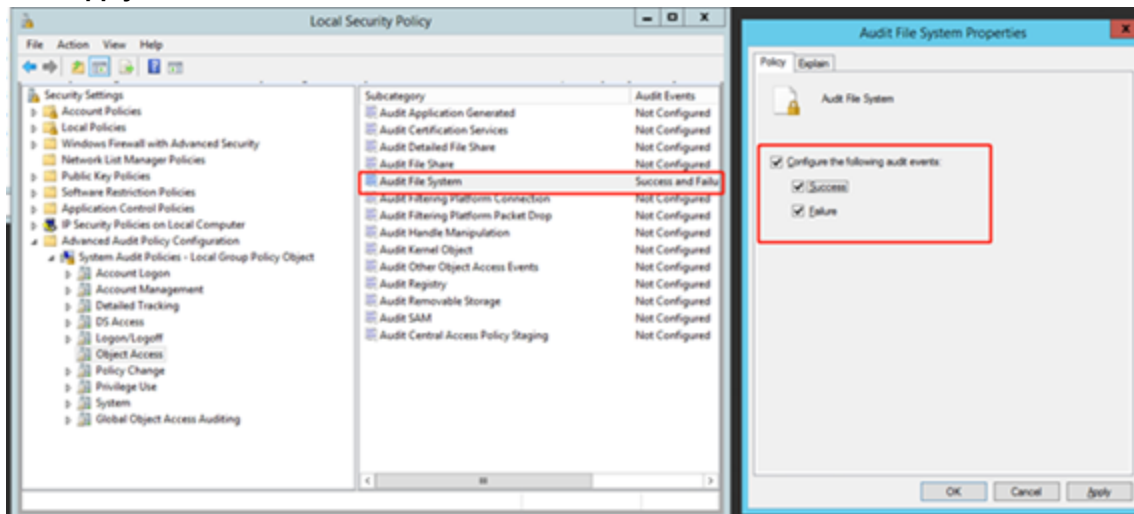 Local Security Policy
File Action View Help
Security Settings
Account Policies
Local Policies
Windows Firewall with Advanced Security
Network List Manager Policies
Public Key Policies
Software Restriction Policies
Application Control Policies
IP Security Policies on Local Computer
Advanced Audit Policy Configuration
System Audit Policies - Local Group Policy Object
Account Logon
Account Management
Detailed Tracking
DS Access
Logon/Logoff
Object Access
Policy Change
Privilege Use
System
Global Object Access Auditing
Subcategory Audit Events
Audit Application Generated Not Configured
Audit Certification Services Not Configured
Audit Detailed File Share Not Configured
Audit File Share Not Configured
Audit File System Success and Failu
Audit Filtering Platform Connection Not Configured
Audit Filtering Platform Packet Drop Not Configured
Audit Handle Manipulation Not Configured
Audit Kernel Object Not Configured
Audit Other Object Access Events Not Configured
Audit Registry Not Configured
Audit Removable Storage Not Configured
Audit SAM Not Configured
Audit Central Access Policy Staging Not Configured
Audit File System Properties
Policy Explain
Audit File System
Configure the following audit events:
Success
Failure
OK Cancel Apply